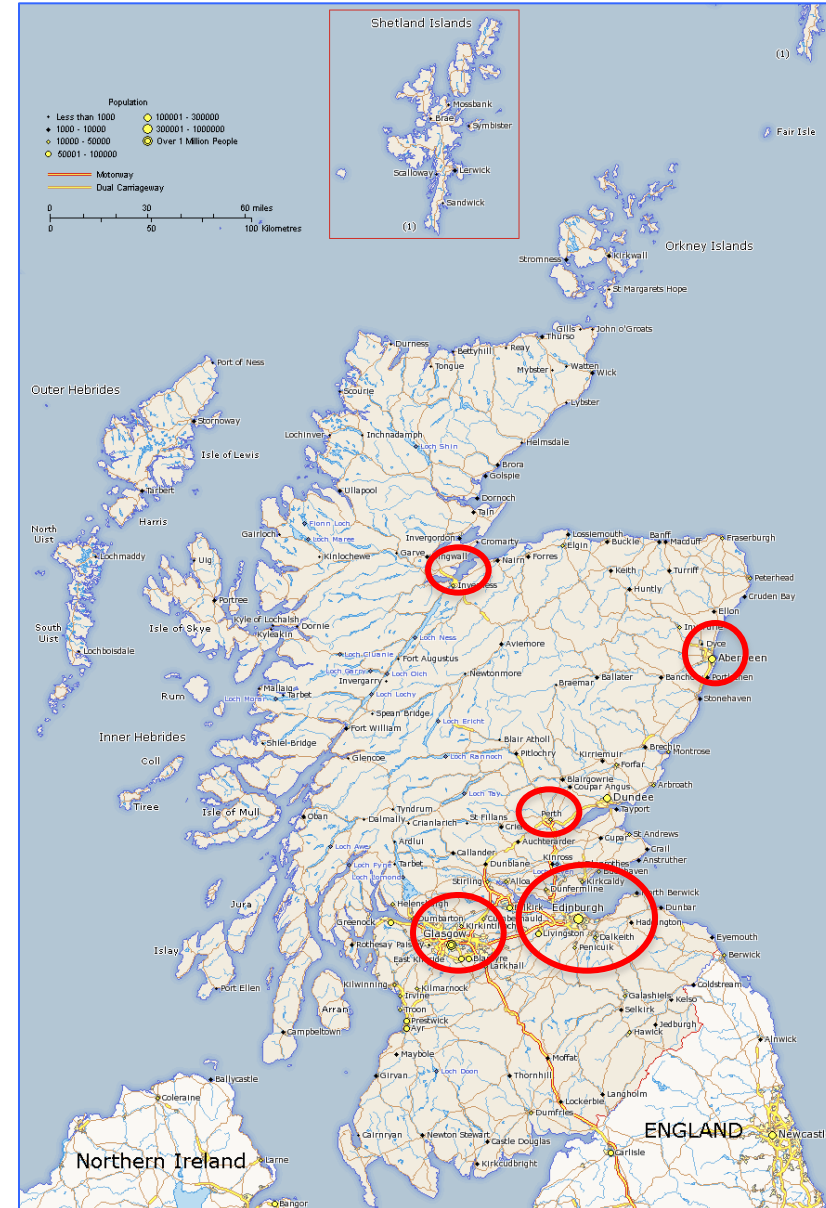 Shetland Islands
(1)
Mossbank
Brae
Symbister
Scalloway
Lerwick
Sandwick
(1)
Fair Isle
Population
Less than 1000
1000 - 10000
10000 - 50000
50001 - 100000
100001 - 300000
300001 - 1000000
Over 1 Million People
Motorway
Dual Carriageway
0 30 60 miles
0 50 100 Kilometres
Orkney Islands
Stromness
Kirkwall
St Margarets Hope
Gills
John o'Groats
Thurso
Durness
Bettyhill
Reay
Tongue
Mybster
Watten
Wick
Port of Ness
Outer Hebrides
Scourie
Lybster
Stornoway
Lochinver
Inchnadamph
Loch Shin
Helmsdale
Isle of Lewis
Brora
Golspie
Tarbert
Ullapool
Dornoch
Tain
Harris
Fionn Loch
North
Uist
Gairloch
Loch Maree
Invergordon
Cromarty
Lossiemouth
Banff
Fraserburgh
Elgin
Buckle
Macduff
Lochmaddy
Uig
Kinlochewe
Garve
Nairn
Forres
Inverness
Keith
Turriff
Peterhead
Huntly
Cruden Bay
Portree
Ellon
South
Uist
Isle of Skye
Kyle of Lochalsh
Dornie
Kyleakin
Loch Ness
Aviemore
Dyce
Aberdeen
Lochboisdale
Loch Cluanie
Fort Augustus
Loch Garry
Loch Oich
Newtonmore
Ballater
Banchory
Portlethen
Invergarry
Braemar
Rum
Mallaig
Tarbet
Loch Morar
Loch Lochy
Stonehaven
Spean Bridge
Loch Ericht
Fort William
Inner Hebrides
Shiel-Bridge
Blair Atholl
Brechin
Montrose
Coll
Glencoe
Loch Rannoch
Pitlochry
Kirriemuir
Forfar
Blairgowrie
Coupar Angus
Arbroath
Tiree
Isle of Mull
Loch Tay
Dundee
Tayport
Oban
Tyndrum
Dalmally
Crianlarich
St Fillans
Perth
St Andrews
Loch Awe
Ardlui
Auchterarder
Cupar
Crail
Callander
Anstruther
Loch Fyne
Tarbet
Dunblane
Kinross
Loch Lomond
Stirling
Alloa
Kirkcaldy
Jura
Helensburgh
Dunfermline
North Berwick
Dumbarton
Cumbernauld
Edinburgh
Dunbar
Greenock
Kirkintilloch
Haddington
Glasgow
Livingston
Dalkeith
Eyemouth
Islay
Rothesay
Paisley
Penicuik
East Kilbride
Blantyre
Larkhall
Berwick
Port Ellen
Kilwinning
Kilmarnock
Coldstream
Irvine
Galashiels
Kelso
Arran
Troon
Selkirk
Prestwick
Jedburgh
Campbeltown
Ayr
Hawick
Alnwick
Maybole
Moffat
Ballycastle
Girvan
Loch Doon
Thornhill
Coleraine
Langholm
Lockerbie
Dumfries
Cairnryan
Newton Stewart
Castle Douglas
ENGLAND
Newcastle
Carlisle
Northern Ireland
Larne
Kirkcudbright
Bangor